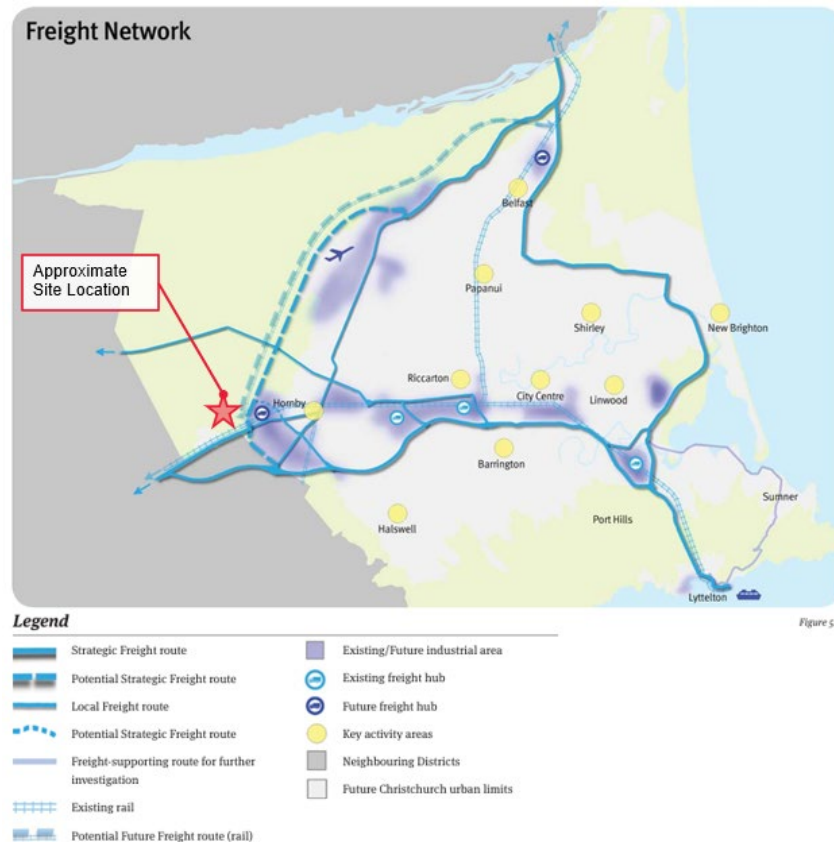 Freight Network
Approximate
Site Location
Belfast
Papanui
Shirley
New Brighton
Riccarton
Hornby
City Centre
Linwood
Barrington
Halswell
Port Hills
Sumner
Lyttelton
Legend
Figure 5
Strategic Freight route
Potential Strategic Freight route
Local Freight route
Potential Strategic Freight route
Freight-supporting route for further
investigation
Existing rail
Potential Future Freight route (rail)
Existing/Future industrial area
Existing freight hub
Future freight hub
Key activity areas
Neighbouring Districts
Future Christchurch urban limits